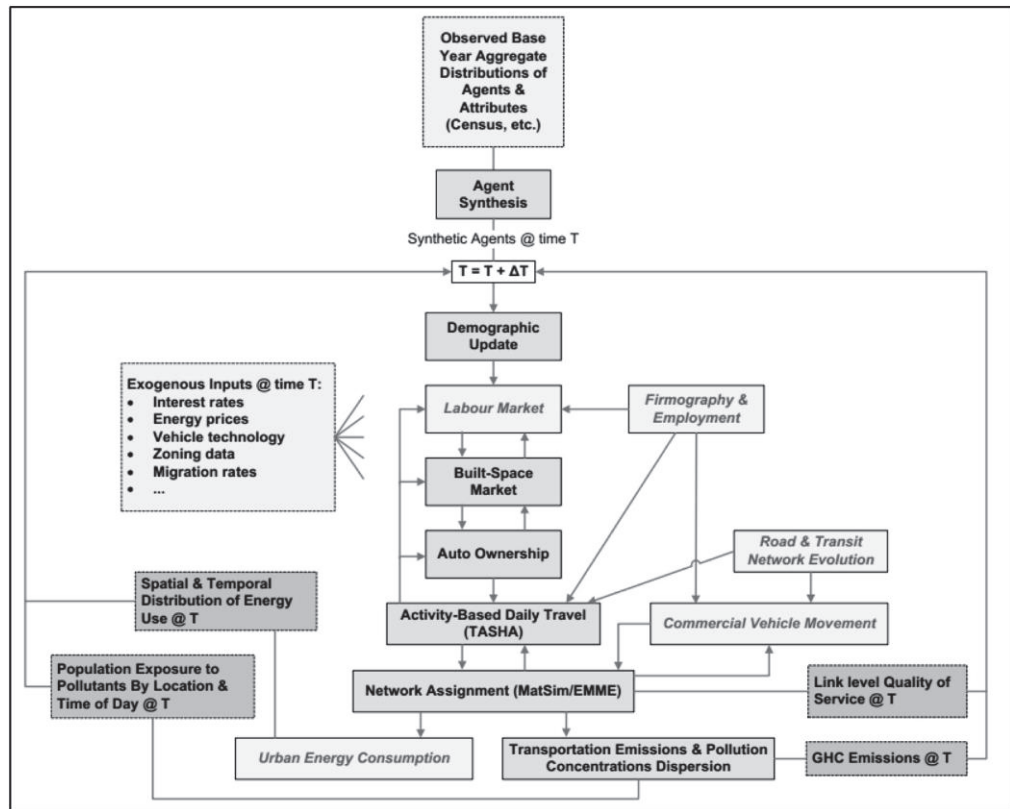 Observed Base
Year Aggregate
Distributions of
Agents &
Attributes
(Census, etc.)
Agent
Synthesis
Synthetic Agents @ time T
T = T + ΔT
Demographic
Update
Exogenous Inputs @ time T:
• Interest rates
• Energy prices
• Vehicle technology
• Zoning data
• Migration rates
• ...
Labour Market
Firmography &
Employment
Built-Space
Market
Auto Ownership
Road & Transit
Network Evolution
Spatial & Temporal
Distribution of Energy
Use @ T
Activity-Based Daily Travel
(TASHA)
Commercial Vehicle Movement
Population Exposure to
Pollutants By Location &
Time of Day @ T
Network Assignment (MatSim/EMME)
Link level Quality of
Service @ T
Urban Energy Consumption
Transportation Emissions & Pollution
Concentrations Dispersion
GHC Emissions @ T